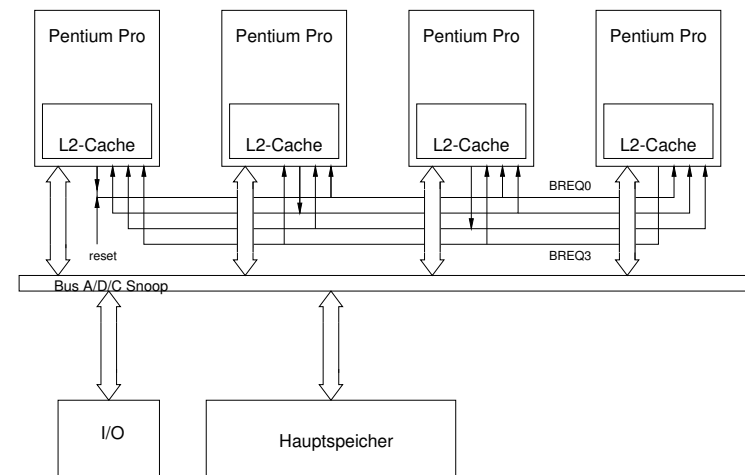 Pentium Pro
Pentium Pro
Pentium Pro
Pentium Pro
L2-Cache
L2-Cache
L2-Cache
L2-Cache
BREQ0
reset
BREQ3
Bus A/D/C Snoop
I/O
Hauptspeicher